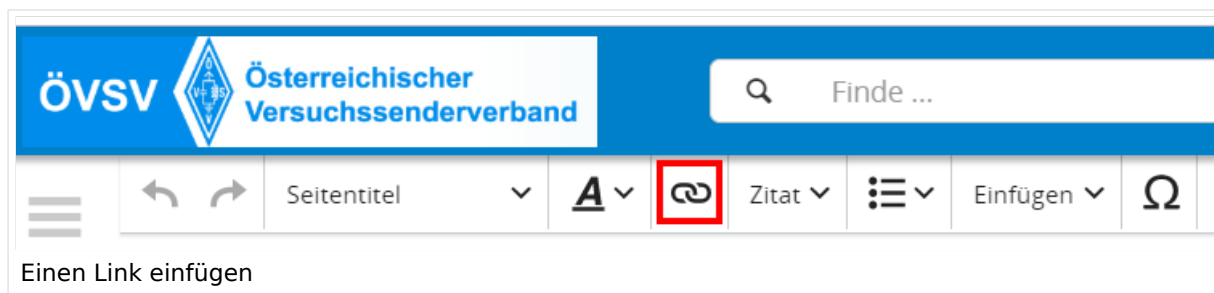 ÖVSV
Österreichischer
Versuchssenderverband
Finde ...
Seitentitel A Zitat Einfügen Ω
Einen Link einfügen